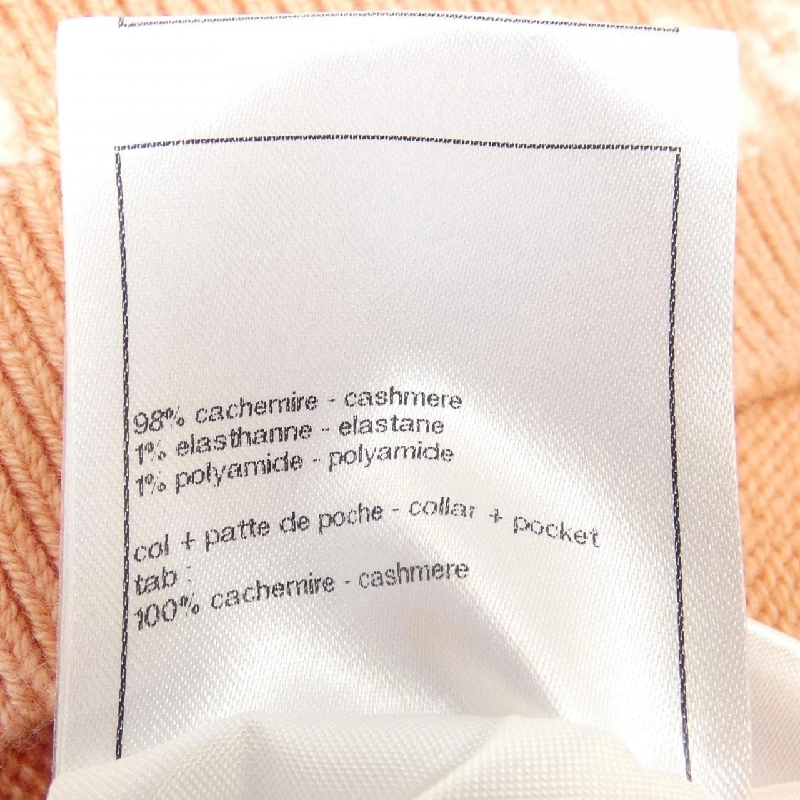 98% cachemire - cashmere
1% elasthanne - elastane
1% polyamide - polyamide
col + patte de poche - collar + pocket
tab :
100% cachemire - cashmere